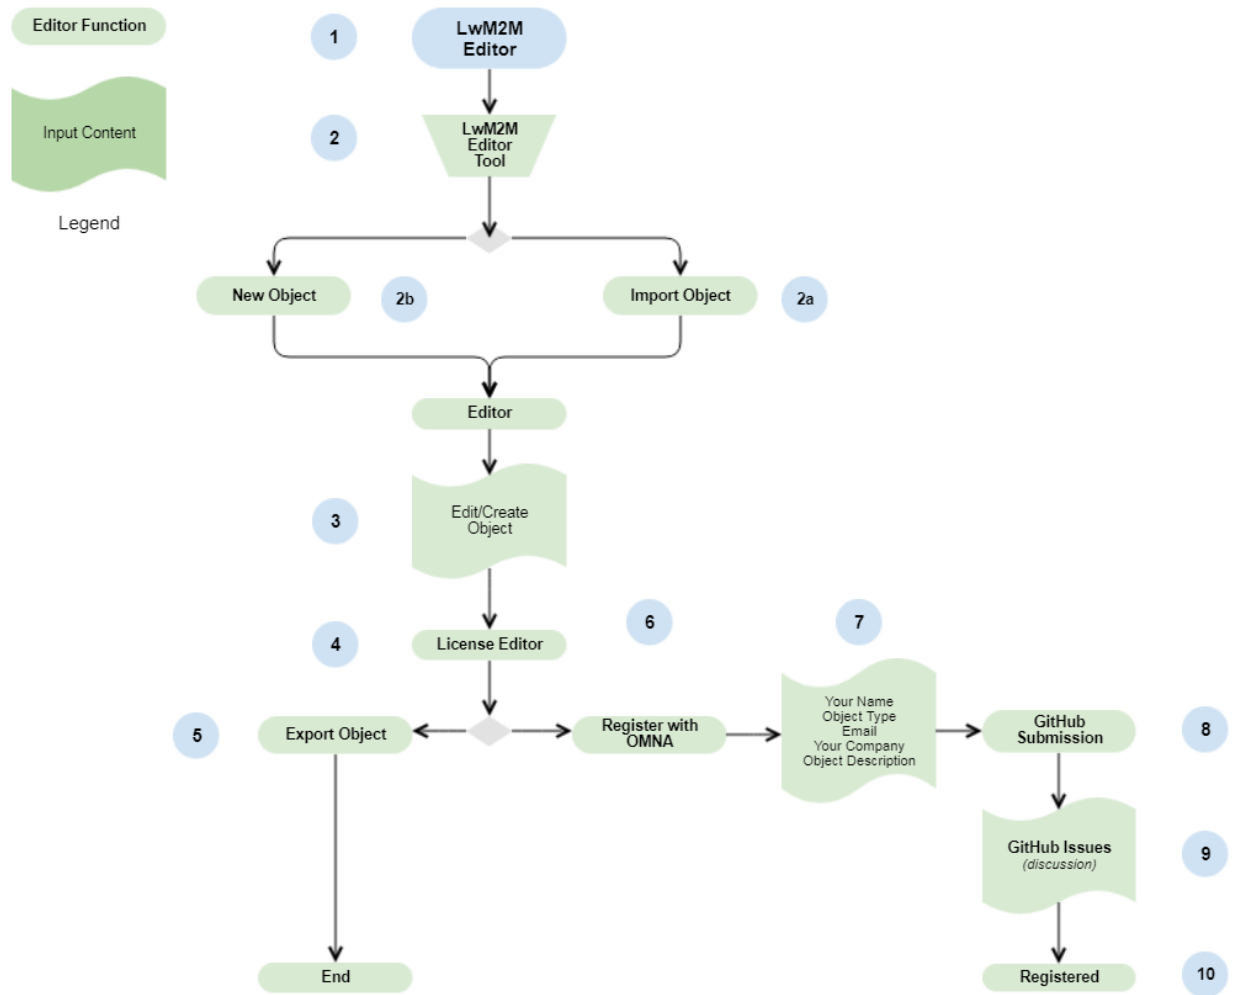 Editor Function
Input Content
Legend
1
LwM2M
Editor
2
LwM2M
Editor
Tool
New Object
2b
Import Object
2a
Editor
3
Edit/Create
Object
4
License Editor
6
7
5
Export Object
Register with
OMNA
Your Name
Object Type
Email
Your Company
Object Description
GitHub
Submission
8
GitHub Issues
(discussion)
9
End
Registered
10